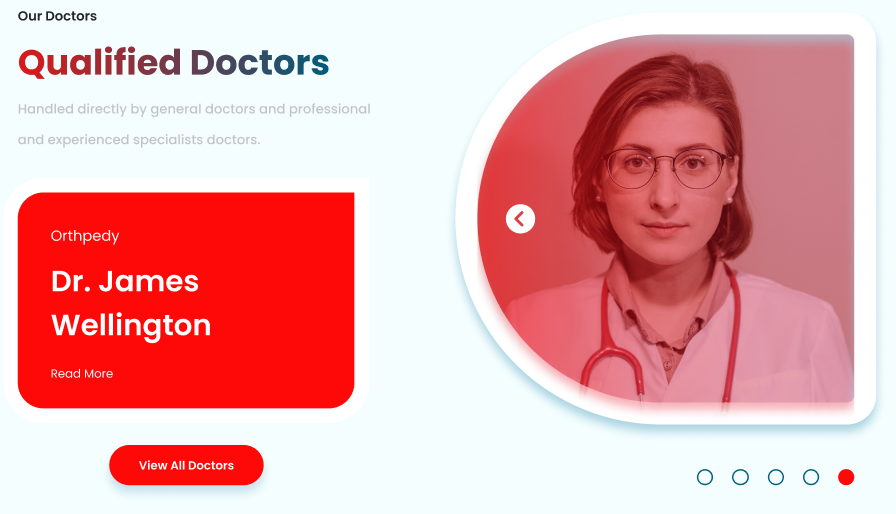 Our Doctors
Qualified Doctors
Handled directly by general doctors and professional
and experienced specialists doctors.
Orthpedy
Dr. James
Wellington
Read More
View All Doctors